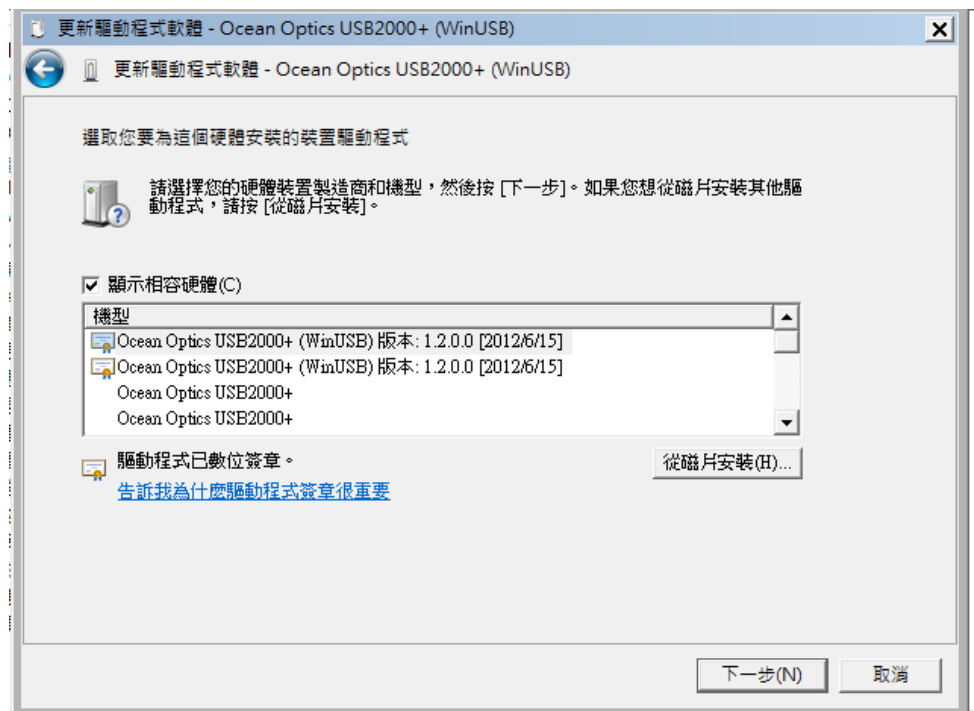 更新驅動程式軟體 - Ocean Optics USB2000+ (WinUSB)
更新驅動程式軟體 - Ocean Optics USB2000+ (WinUSB)
選取您要為這個硬體安裝的裝置驅動程式
請選擇您的硬體裝置製造商和機型，然後按 [下一步]。如果您想從磁片安裝其他驅
動程式，請按 [從磁片安裝]。
顯示相容硬體(C)
機型
Ocean Optics USB2000+ (WinUSB) 版本: 1.2.0.0 [2012/6/15]
Ocean Optics USB2000+ (WinUSB) 版本: 1.2.0.0 [2012/6/15]
Ocean Optics USB2000+
Ocean Optics USB2000+
驅動程式已數位簽章。
從磁片安裝(H)...
告訴我為什麼驅動程式簽章很重要
下一步(N)
取消